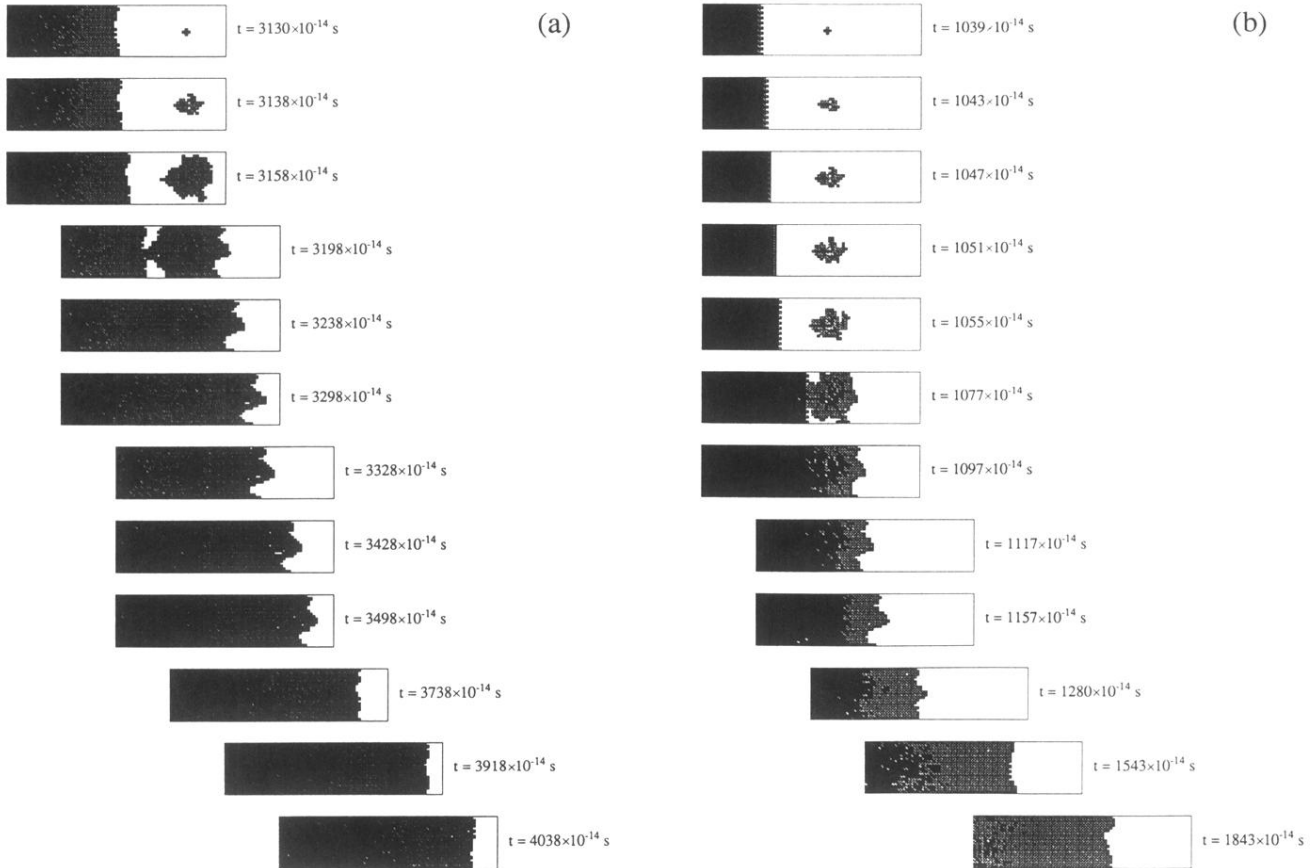 (a)
t = 3130×10⁻¹⁴ s
t = 3138×10⁻¹⁴ s
t = 3158×10⁻¹⁴ s
t = 3198×10⁻¹⁴ s
t = 3238×10⁻¹⁴ s
t = 3298×10⁻¹⁴ s
t = 3328×10⁻¹⁴ s
t = 3428×10⁻¹⁴ s
t = 3498×10⁻¹⁴ s
t = 3738×10⁻¹⁴ s
t = 3918×10⁻¹⁴ s
t = 4038×10⁻¹⁴ s
(b)
t = 1039×10⁻¹⁴ s
t = 1043×10⁻¹⁴ s
t = 1047×10⁻¹⁴ s
t = 1051×10⁻¹⁴ s
t = 1055×10⁻¹⁴ s
t = 1077×10⁻¹⁴ s
t = 1097×10⁻¹⁴ s
t = 1117×10⁻¹⁴ s
t = 1157×10⁻¹⁴ s
t = 1280×10⁻¹⁴ s
t = 1543×10⁻¹⁴ s
t = 1843×10⁻¹⁴ s